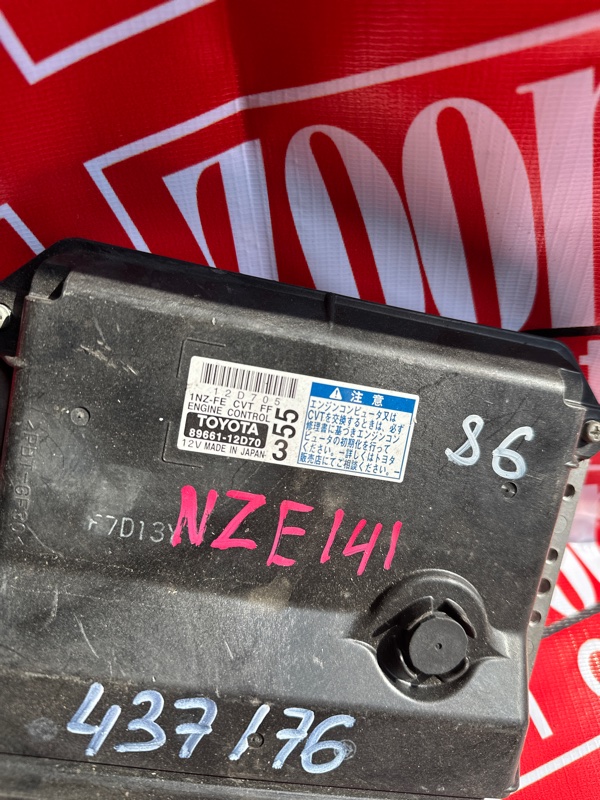 ZOOM
12D705
1NZ-FE CVT FF
ENGINE CONTROL
TOYOTA
89661-12D70
12V MADE IN JAPAN
355
注意
エンジンコンピュータ又は
CVTを交換するときは、必ず
修理書に基づきエンジンコン
ピュータの初期化を行って
ください。―詳しくはトヨタ
販売店にてご相談ください。―
86
F7D13Y
NZE141
437176